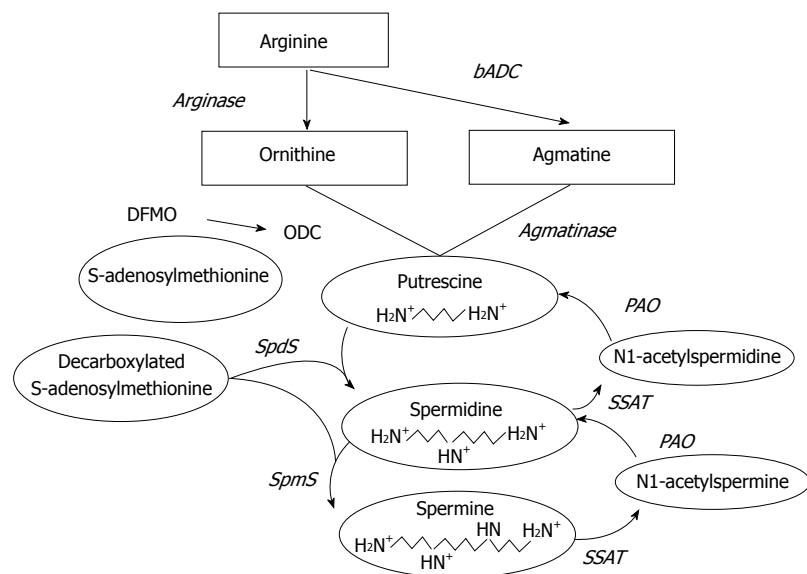 Arginine
bADC
Arginase
Ornithine
Agmatine
DFMO
ODC
Agmatinase
S-adenosylmethionine
Putrescine
H2N+ H2N+
PAO
SpdS
N1-acetylspermidine
Decarboxylated
S-adenosylmethionine
Spermidine
SSAT
H2N+ H2N+
HN+
PAO
SpmS
N1-acetylspermine
Spermine
HN H2N+
H2N+
HN+
SSAT